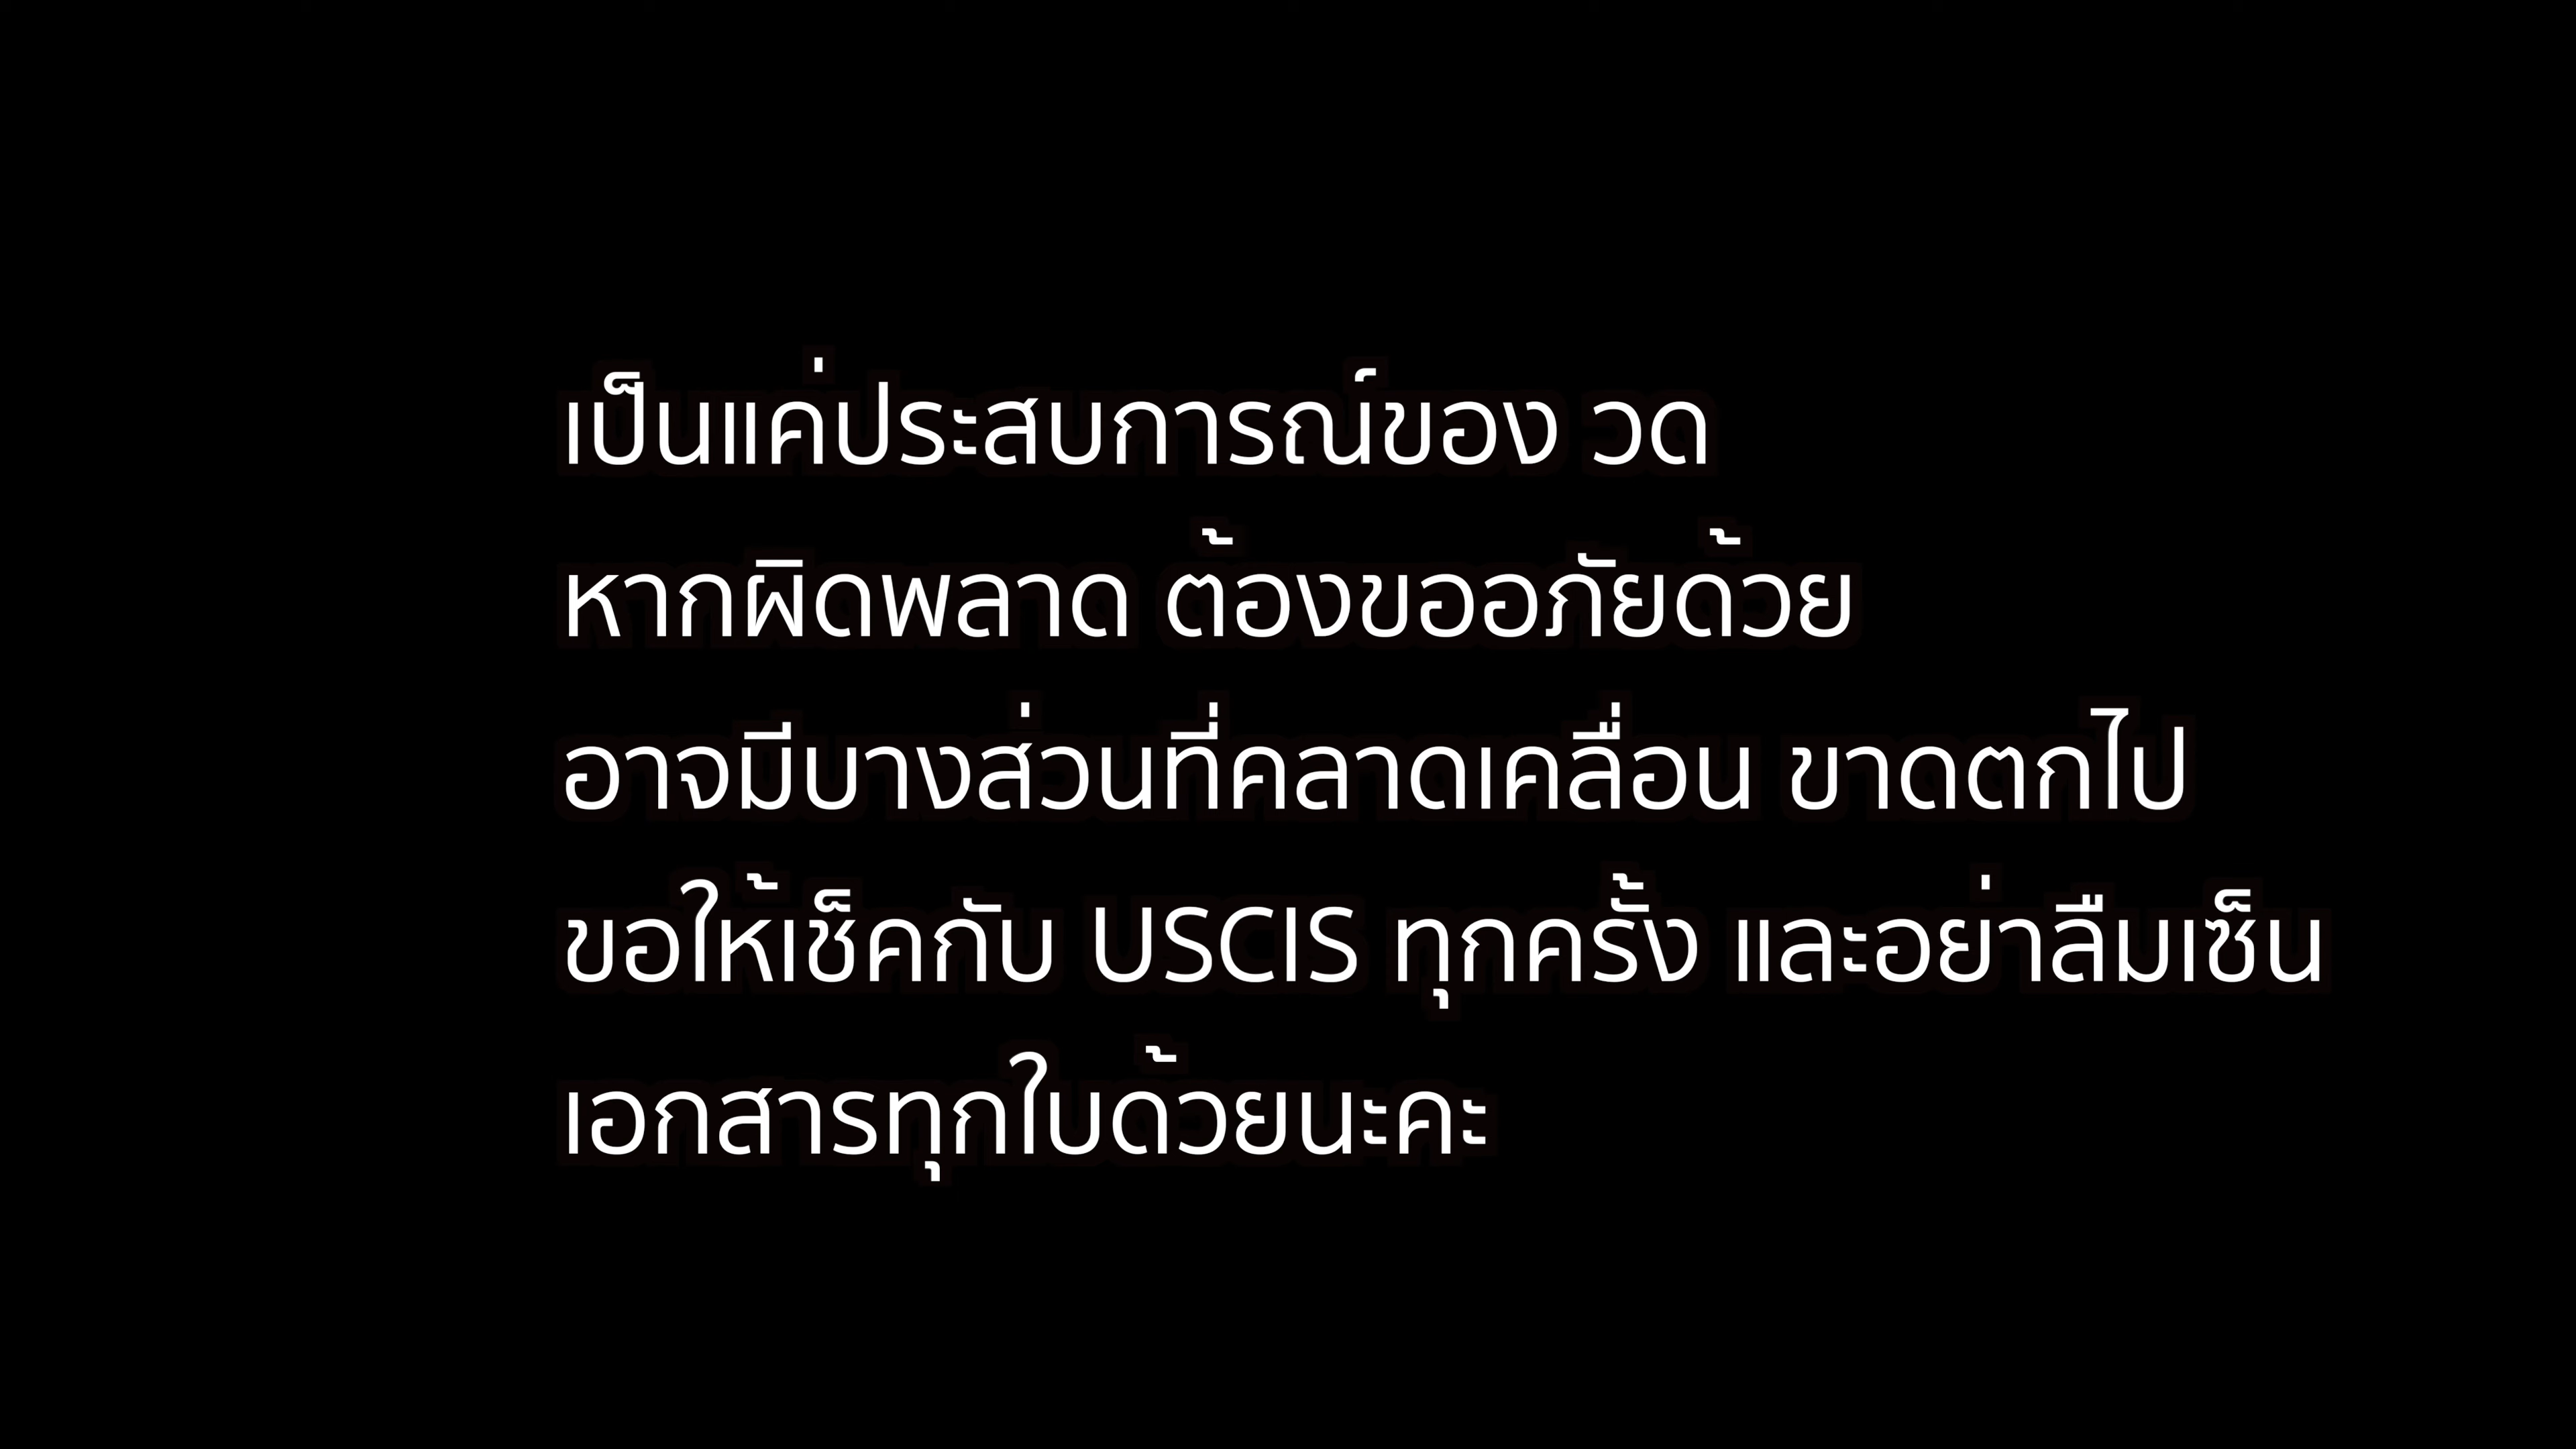 เป็นแค่ประสบการณ์ของ วด
หากผิดพลาด ต้องขออภัยด้วย
อาจมีบางส่วนที่คลาดเคลื่อน ขาดตกไป
ขอให้เช็คกับ USCIS ทุกครั้ง และอย่าลืมเซ็น
เอกสารทุกใบด้วยนะคะ